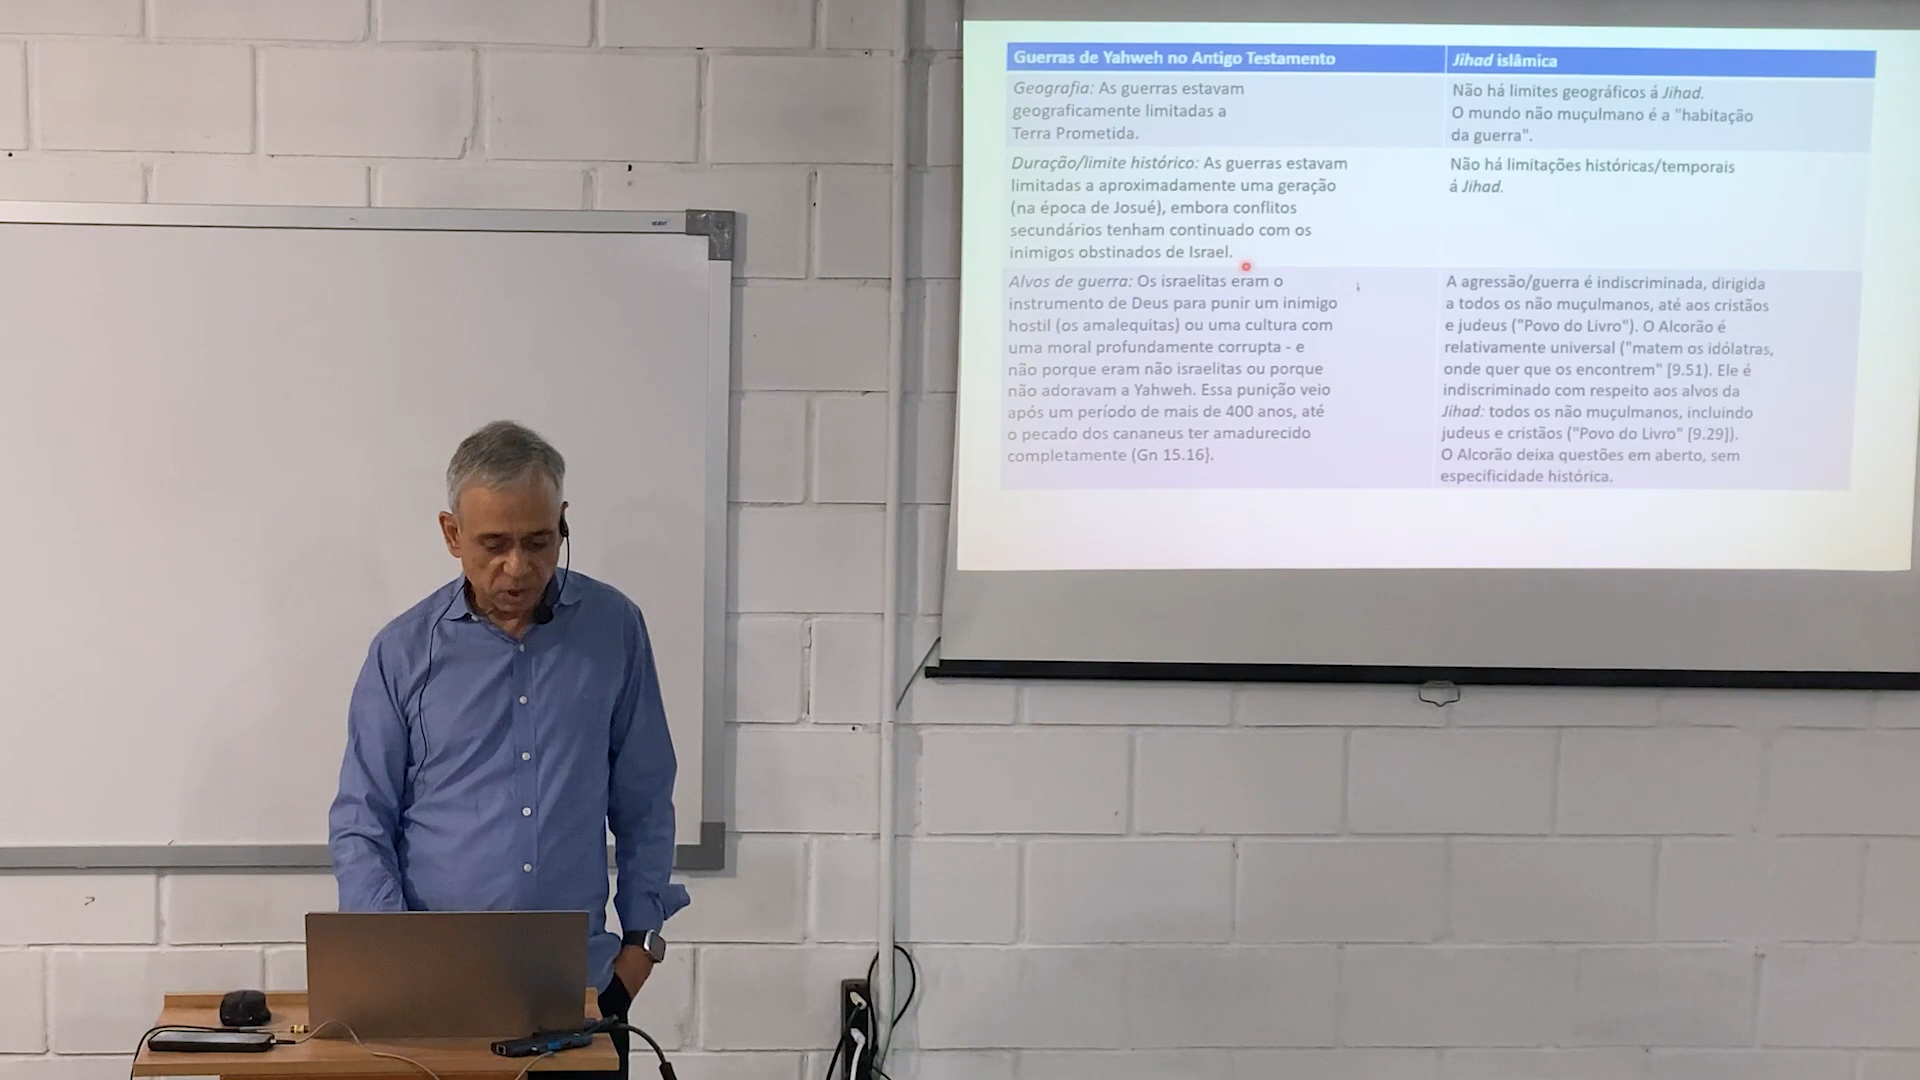 Guerras de Yahweh no Antigo Testamento
Geografia: As guerras estavam
geograficamente limitadas a
Terra Prometida.
Duração/limite histórico: As guerras estavam
limitadas a aproximadamente uma geração
(na época de Josué), embora conflitos
secundários tenham continuado com os
inimigos obstinados de Israel.
Alvos de guerra: Os israelitas eram o
instrumento de Deus para punir um inimigo
hostil (os amalequitas) ou uma cultura com
uma moral profundamente corrupta - e
não porque eram não israelitas ou porque
não adoravam a Yahweh. Essa punição veio
após um período de mais de 400 anos, até
o pecado dos cananeus ter amadurecido
completamente (Gn 15.16}.
Jihad islâmica
Não há limites geográficos á Jihad.
O mundo não muçulmano é a "habitação
da guerra".
Não há limitações históricas/temporais
á Jihad.
A agressão/guerra é indiscriminada, dirigida
a todos os não muçulmanos, até aos cristãos
e judeus ("Povo do Livro"). O Alcorão é
relativamente universal ("matem os idólatras,
onde quer que os encontrem" [9.51). Ele é
indiscriminado com respeito aos alvos da
Jihad: todos os não muçulmanos, incluindo
judeus e cristãos ("Povo do Livro" [9.29]).
O Alcorão deixa questões em aberto, sem
especificidade histórica.